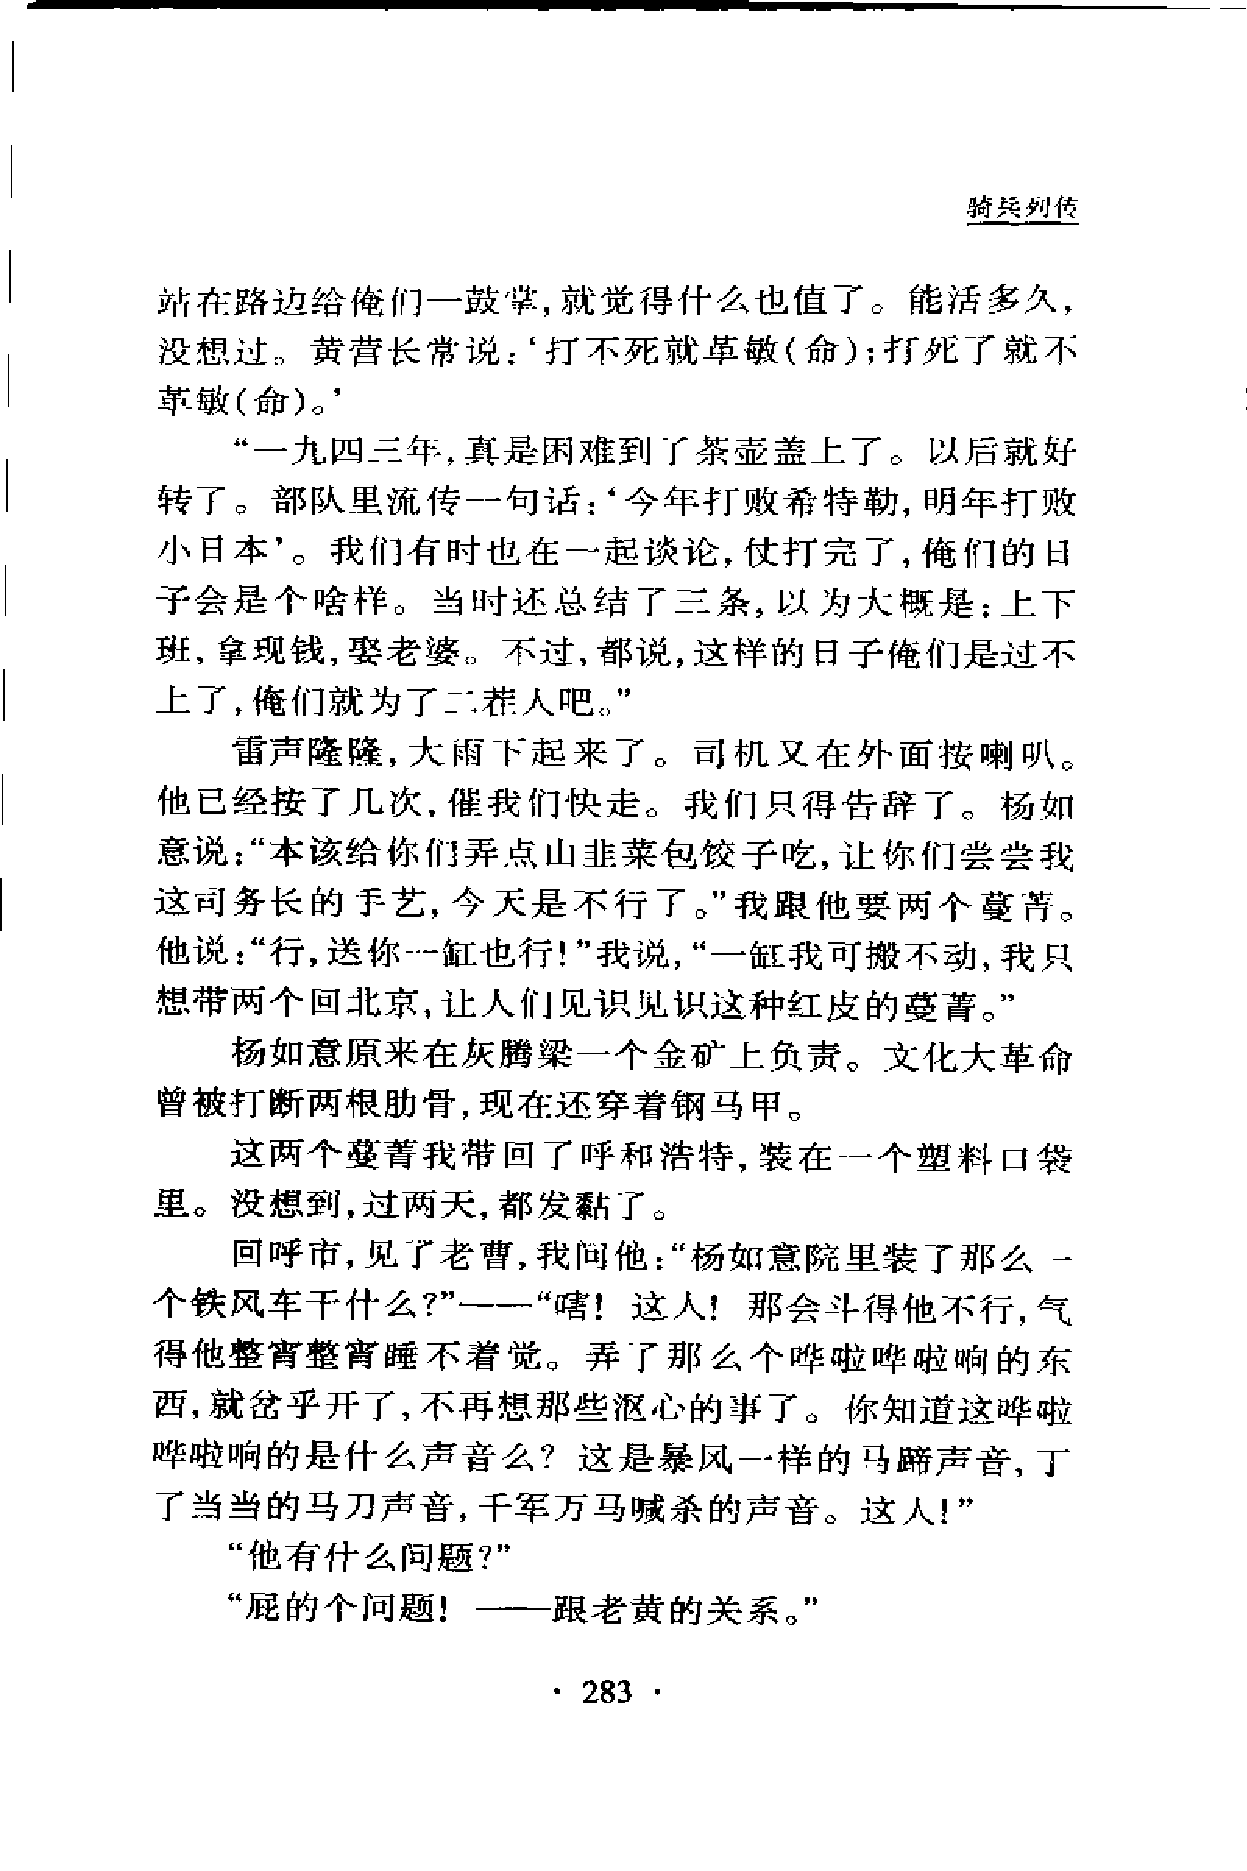 骑兵列传
站在路边给俺们一鼓掌,就觉得什么也值了。能活多久,
没想过。黄营长常说:‘打不死就革敏(命);打死了就不
革敏(命)。’
“一九四三年,真是困难到了茶壶盖上了。以后就好
转了。部队里流传一句话:‘今年打败希特勒,明年打败
小日本’。我们有时也在一起谈论,仗打完了,俺们的日
子会是个啥样。当时还总结了三条,以为大概是:上下
班,拿现钱,娶老婆。不过,都说,这样的日子俺们是过不
上了,俺们就为了二茬人吧。”
雷声隆隆,大雨下起来了。司机又在外面按喇叭。
他已经按了几次,催我们快走。我们只得告辞了。杨如
意说:“本该给你们弄点山韭菜包饺子吃,让你们尝尝我
这司务长的手艺,今天是不行了。”我跟他要两个蔓菁。
他说:“行,送你一缸也行!”我说,“一缸我可搬不动,我只
想带两个回北京,让人们见识见识这种红皮的蔓菁。”
杨如意原来在灰腾梁一个金矿上负责。文化大革命
曾被打断两根肋骨,现在还穿着钢马甲。
这两个蔓菁我带回了呼和浩特,装在一个塑料口袋
里。没想到,过两天,都发黏了。
回呼市,见了老曹,我问他:“杨如意院里装了那么一
个铁风车干什么?”——“嗐!这人!那会斗得他不行,气
得他整宵整宵睡不着觉。弄了那么个哗啦哗啦响的东
西,就岔乎开了,不再想那些沤心的事了。你知道这哗啦
哗啦响的是什么声音么?这是暴风一样的马蹄声音,丁
了当当的马刀声音,千军万马喊杀的声音。这人!”
“他有什么问题?”
“屁的个问题!——跟老黄的关系。”
· 283 ·